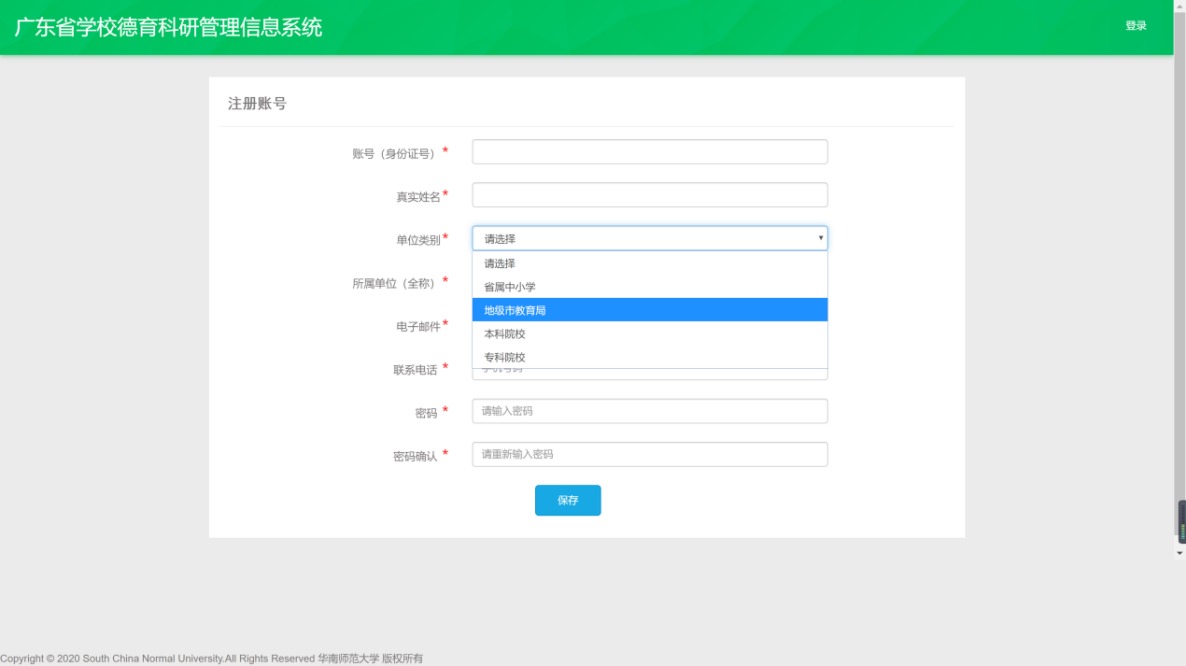 广东省学校德育科研管理信息系统
登录
注册账号
账号（身份证号） *
真实姓名 *
单位类别 * 请选择
请选择
省属中小学
所属单位（全称） *
地级市教育局
电子邮件 *
本科院校
专科院校
联系电话 *
密码 * 请输入密码
密码确认 * 请重新输入密码
保存
Copyright © 2020 South China Normal University.All Rights Reserved 华南师范大学 版权所有